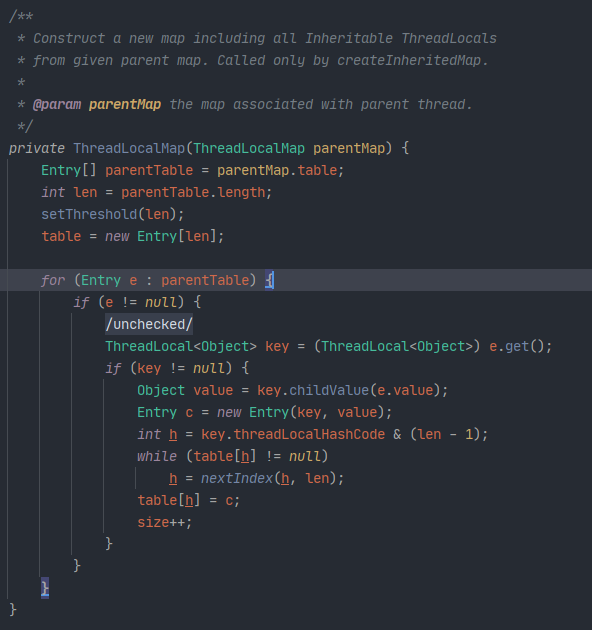 /**
 * Construct a new map including all Inheritable ThreadLocals
 * from given parent map. Called only by createInheritedMap.
 *
 * @param parentMap the map associated with parent thread.
 */
private ThreadLocalMap(ThreadLocalMap parentMap) {
    Entry[] parentTable = parentMap.table;
    int len = parentTable.length;
    setThreshold(len);
    table = new Entry[len];

    for (Entry e : parentTable) {
        if (e != null) {
            /unchecked/
            ThreadLocal<Object> key = (ThreadLocal<Object>) e.get();
            if (key != null) {
                Object value = key.childValue(e.value);
                Entry c = new Entry(key, value);
                int h = key.threadLocalHashCode & (len - 1);
                while (table[h] != null)
                    h = nextIndex(h, len);
                table[h] = c;
                size++;
            }
        }
    }
}